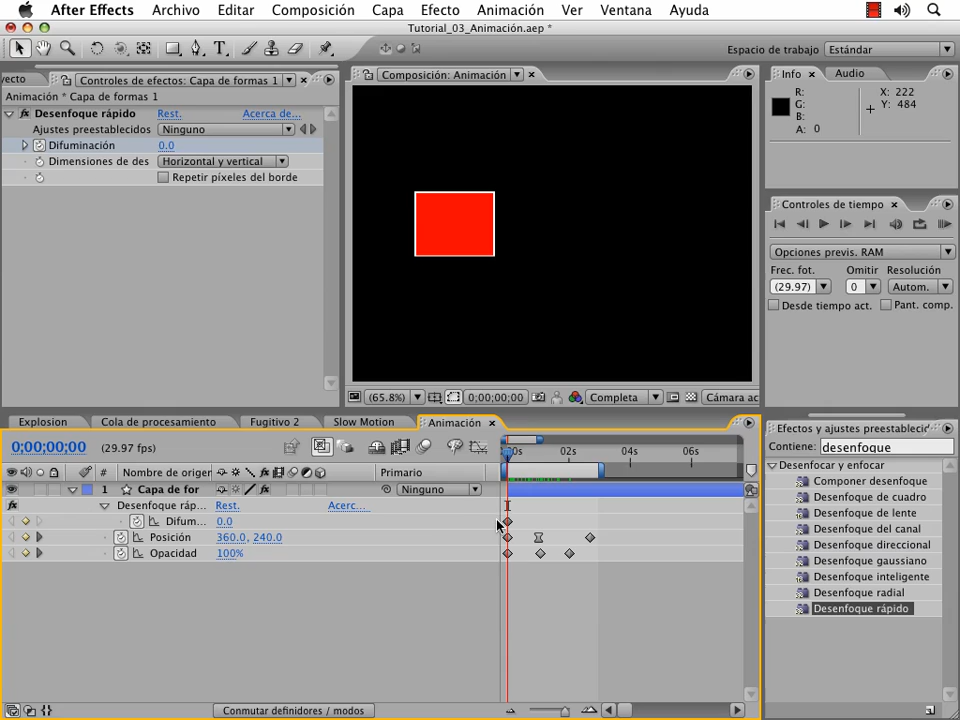 After Effects Archivo Editar Composición Capa Efecto Animación Ver Ventana Ayuda
Tutorial_03_Animación.aep *
Espacio de trabajo Estándar
yecto Controles de efectos: Capa de formas 1
Animación * Capa de formas 1
Desenfoque rápido Rest. Acerca de...
Ajustes preestablecidos Ninguno
Difuminación 0.0
Dimensiones de des Horizontal y vertical
Repetir píxeles del borde
Composición: Animación
(65.8%) 0;00;00;00 Completa Cámara ac
Info Audio
R: X: 222
G: Y: 484
B:
A: 0
Controles de tiempo
Opciones previs. RAM
Frec. fot. Omitir Resolución
(29.97) 0 Autom.
Desde tiempo act. Pant. comp.
Explosion Cola de procesamiento Fugitivo 2 Slow Motion Animación
0;00;00;00 (29.97 fps)
00s 02s 04s 06s
Nombre de origen Primario
1 Capa de for Ninguno
Desenfoque ráp... Rest. Acerc...
Difum... 0.0
Posición 360.0, 240.0
Opacidad 100%
Conmutar definidores / modos
Efectos y ajustes preestableci
Contiene: desenfoque
Desenfocar y enfocar
Componer desenfoque
Desenfoque de cuadro
Desenfoque de lente
Desenfoque del canal
Desenfoque direccional
Desenfoque gaussiano
Desenfoque inteligente
Desenfoque radial
Desenfoque rápido